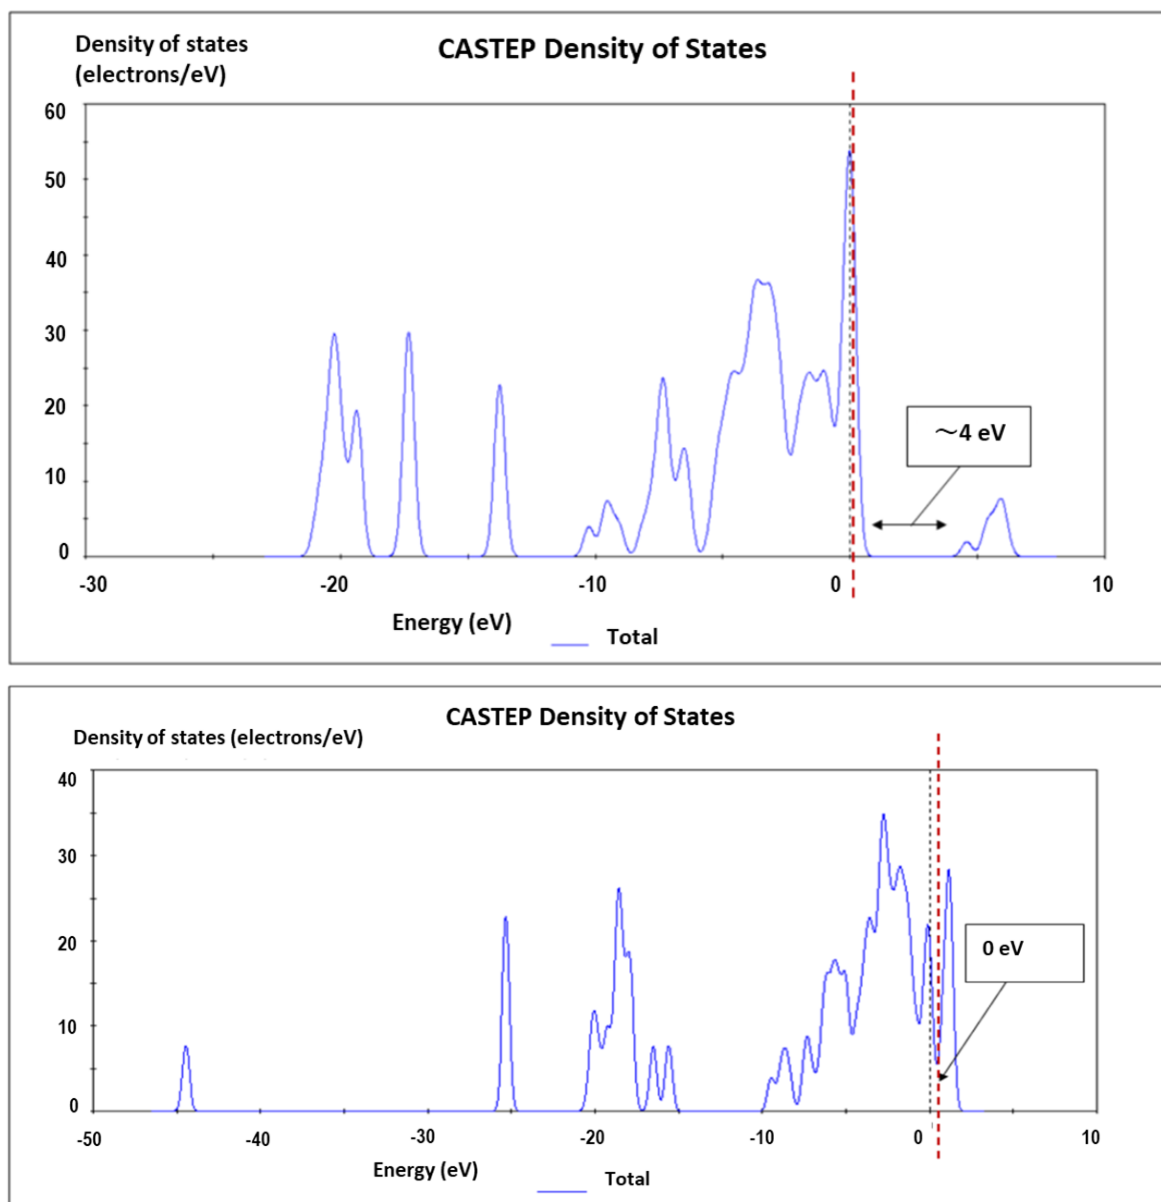 Density of states
(electrons/eV)
CASTEP Density of States
60
50
40
30
20
10
0
~4 eV
-30
-20
-10
0
10
Energy (eV)
Total
CASTEP Density of States
Density of states (electrons/eV)
40
30
20
10
0
0 eV
-50
-40
-30
-20
-10
0
10
Energy (eV)
Total